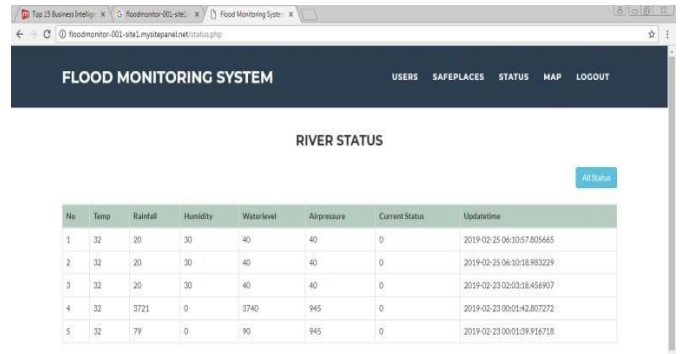 Top 15 Business Intellig
floodmonitor-001-site1.
Flood Monitoring System
floodmonitor-001-site1.mysitepanel.net/status.php
FLOOD MONITORING SYSTEM USERS SAFEPLACES STATUS MAP LOGOUT
RIVER STATUS
All Status
No Temp Rainfall Humidity Waterlevel Airpressure Current Status Updatetime
1 32 20 30 40 40 0 2019-02-25 06:10:57.805665
2 32 20 30 40 40 0 2019-02-25 06:10:18.983229
3 32 20 30 40 40 0 2019-02-23 02:03:18.456907
4 32 3721 0 3740 945 0 2019-02-23 00:01:42.807272
5 32 79 0 90 945 0 2019-02-23 00:01:39.916718